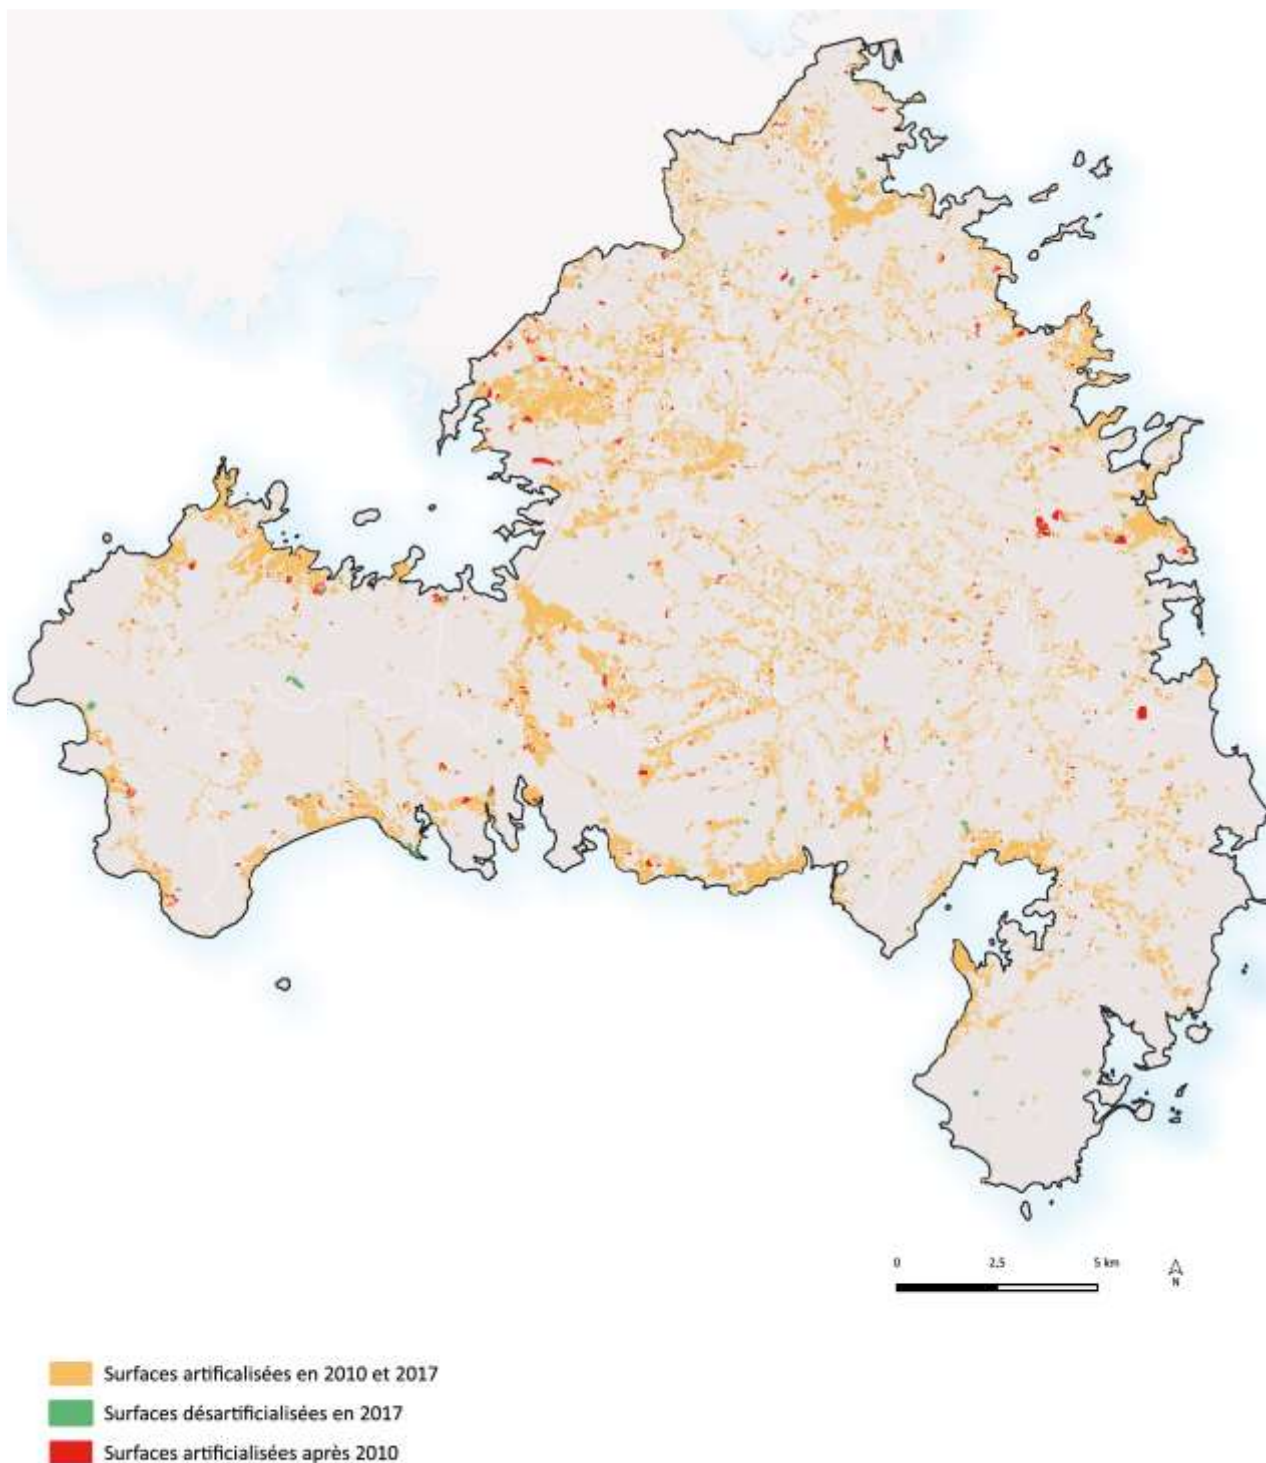 0 2,5 5 km
N
Surfaces artificalisées en 2010 et 2017
Surfaces désartificialisées en 2017
Surfaces artificialisées après 2010